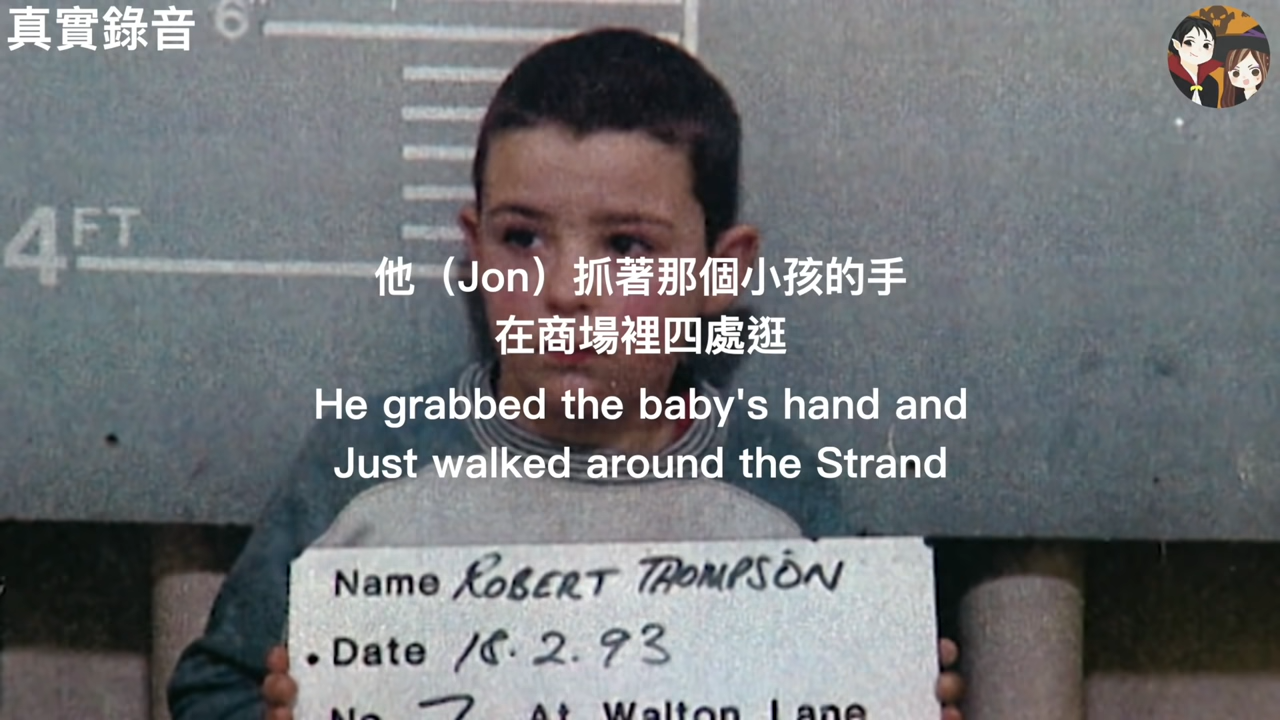 真實錄音
6"
4FT
他（Jon）抓著那個小孩的手
在商場裡四處逛
He grabbed the baby's hand and
Just walked around the Strand
Name ROBERT THOMPSON
Date 18.2.93
No 7 At Walton Lane